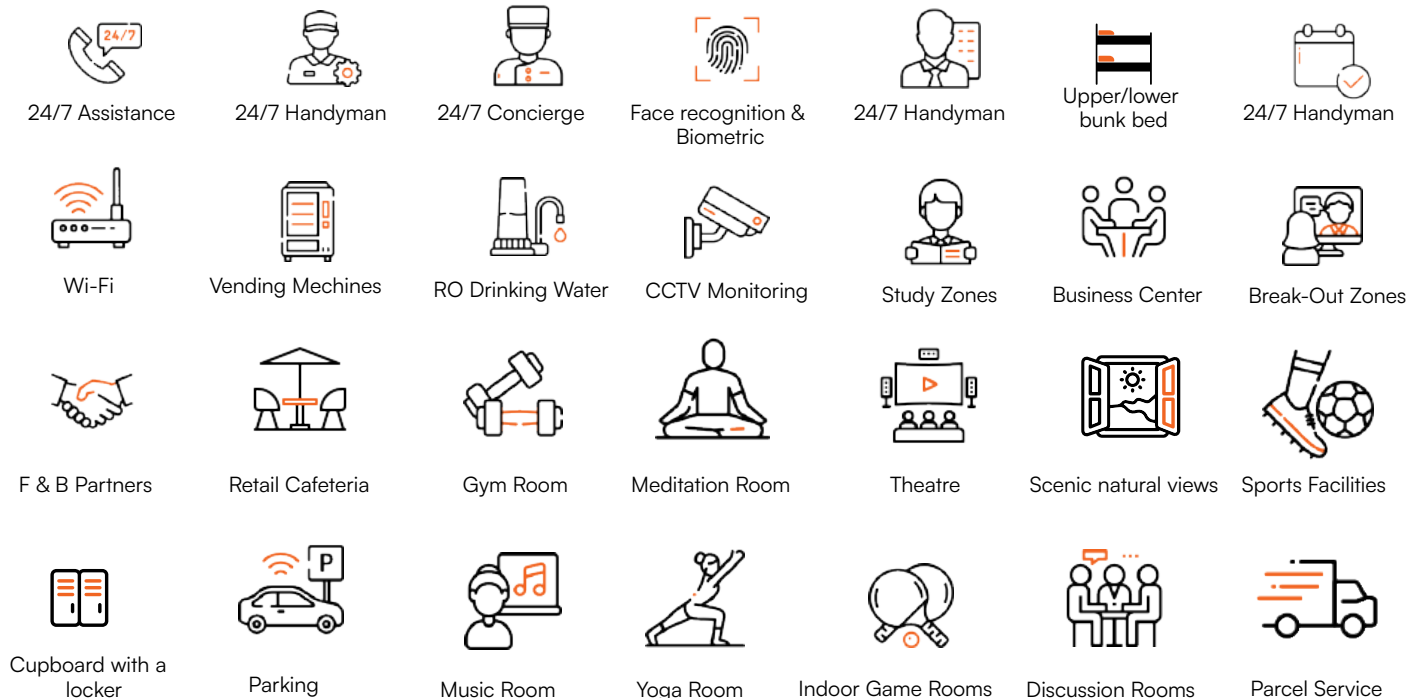 24/7
24/7 Assistance
24/7 Handyman
24/7 Concierge
Face recognition &
Biometric
24/7 Handyman
Upper/lower
bunk bed
24/7 Handyman
Wi-Fi
Vending Mechines
RO Drinking Water
CCTV Monitoring
Study Zones
Business Center
Break-Out Zones
F & B Partners
Retail Cafeteria
Gym Room
Meditation Room
Theatre
Scenic natural views
Sports Facilities
Cupboard with a
locker
P
Parking
Music Room
Yoga Room
Indoor Game Rooms
Discussion Rooms
Parcel Service